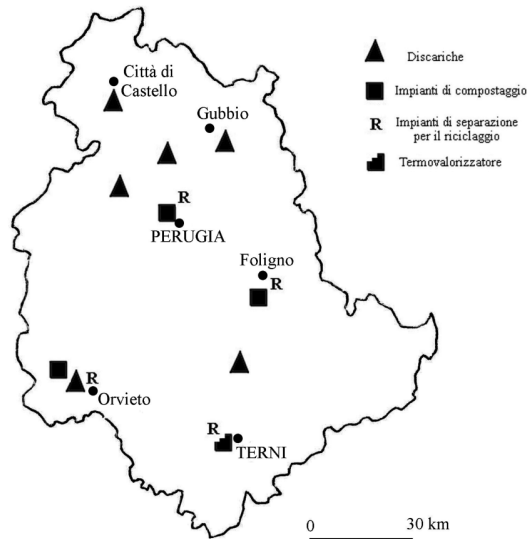 Città di
Castello
Gubbio
R
PERUGIA
Foligno
R
R
Orvieto
R
TERNI
Discariche
Impianti di compostaggio
R
Impianti di separazione
per il riciclaggio
Termovalorizzatore
0
30 km